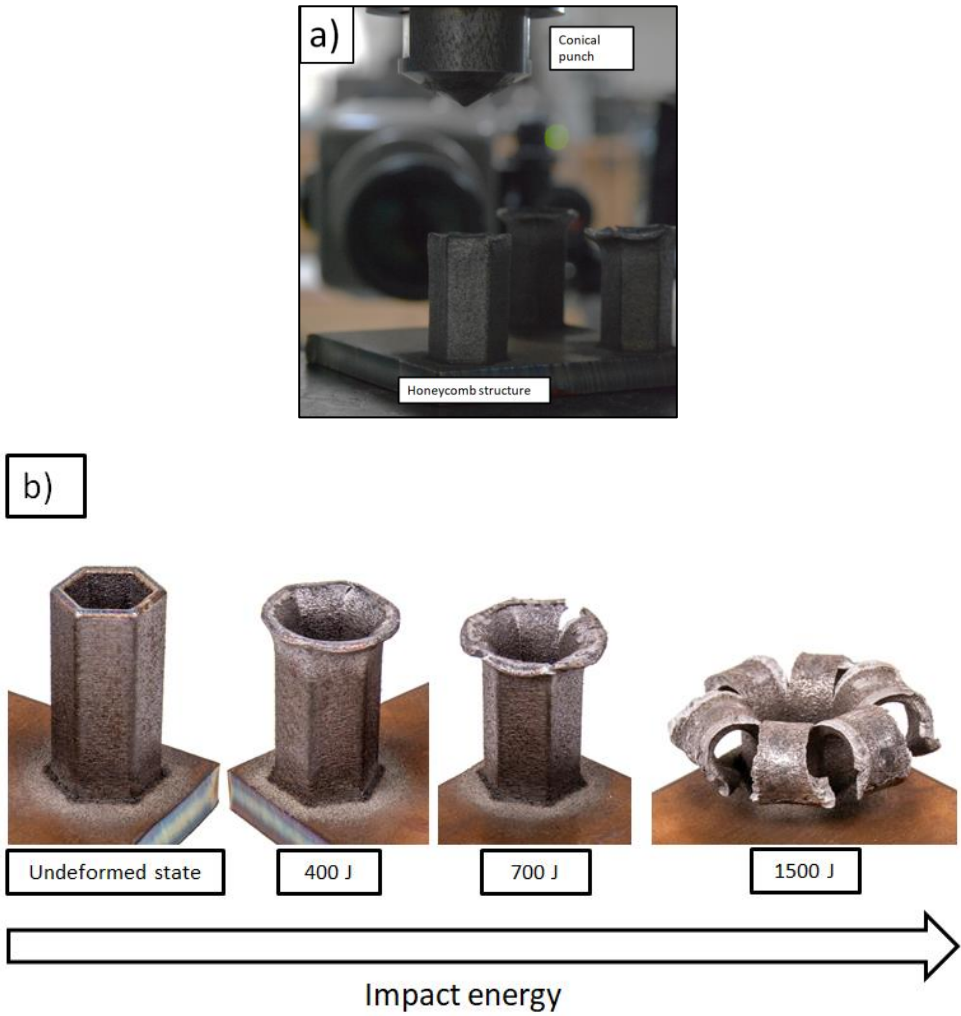 a)
Conical
punch
Honeycomb structure
b)
Undeformed state
400 J
700 J
1500 J
Impact energy